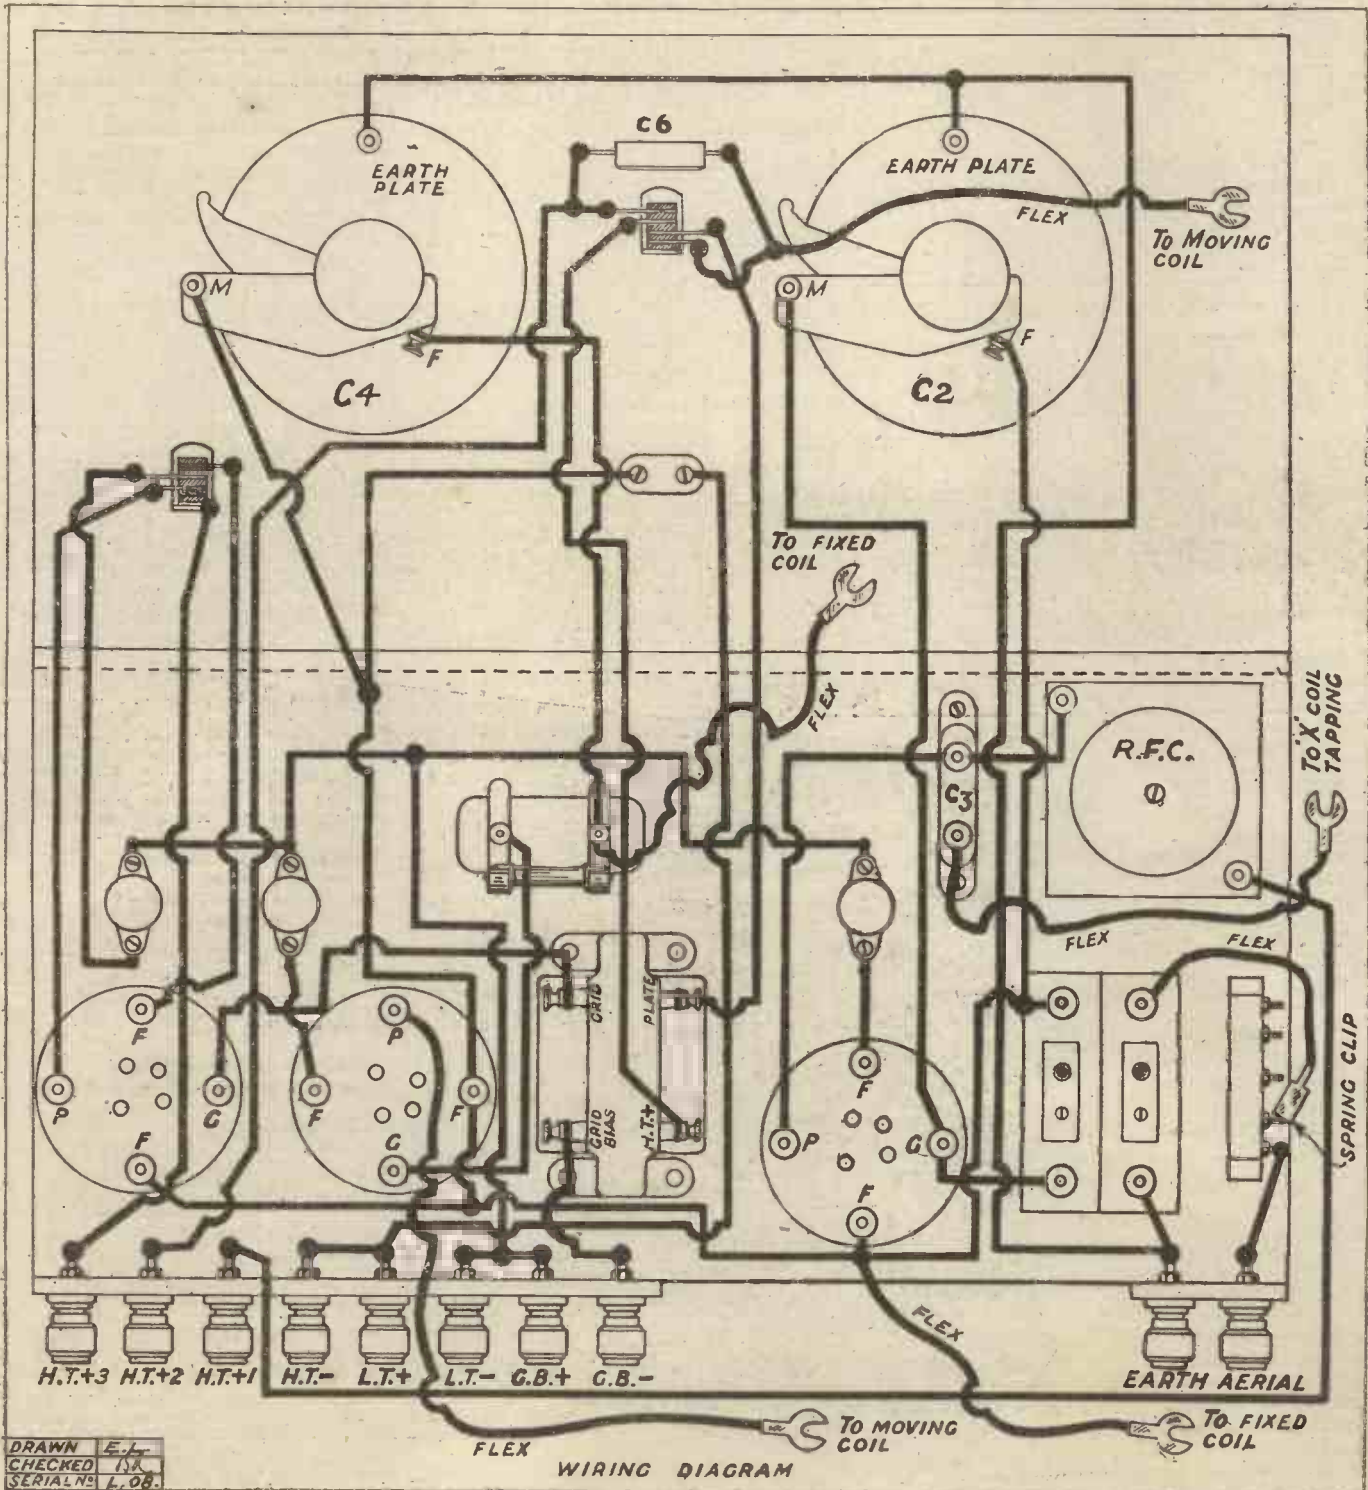 C6
EARTH
PLATE
EARTH PLATE
FLEX
To MOVING
COIL
M
F
C4
M
F
C2
To FIXED
COIL
FLEX
R.F.C.
C3
To "X" COIL
TAPPING
FLEX
FLEX
SPRING CLIP
GRID
PLATE
GRID
BIAS
H.T.+
F
P
G
F
P
F
F
G
F
P
G
F
H.T.+3
H.T.+2
H.T.+1
H.T.-
L.T.+
L.T.-
G.B.+
G.B.-
FLEX
EARTH
AERIAL
FLEX
To MOVING
COIL
To FIXED
COIL
DRAWN
CHECKED
SERIAL No
L.08.
WIRING DIAGRAM